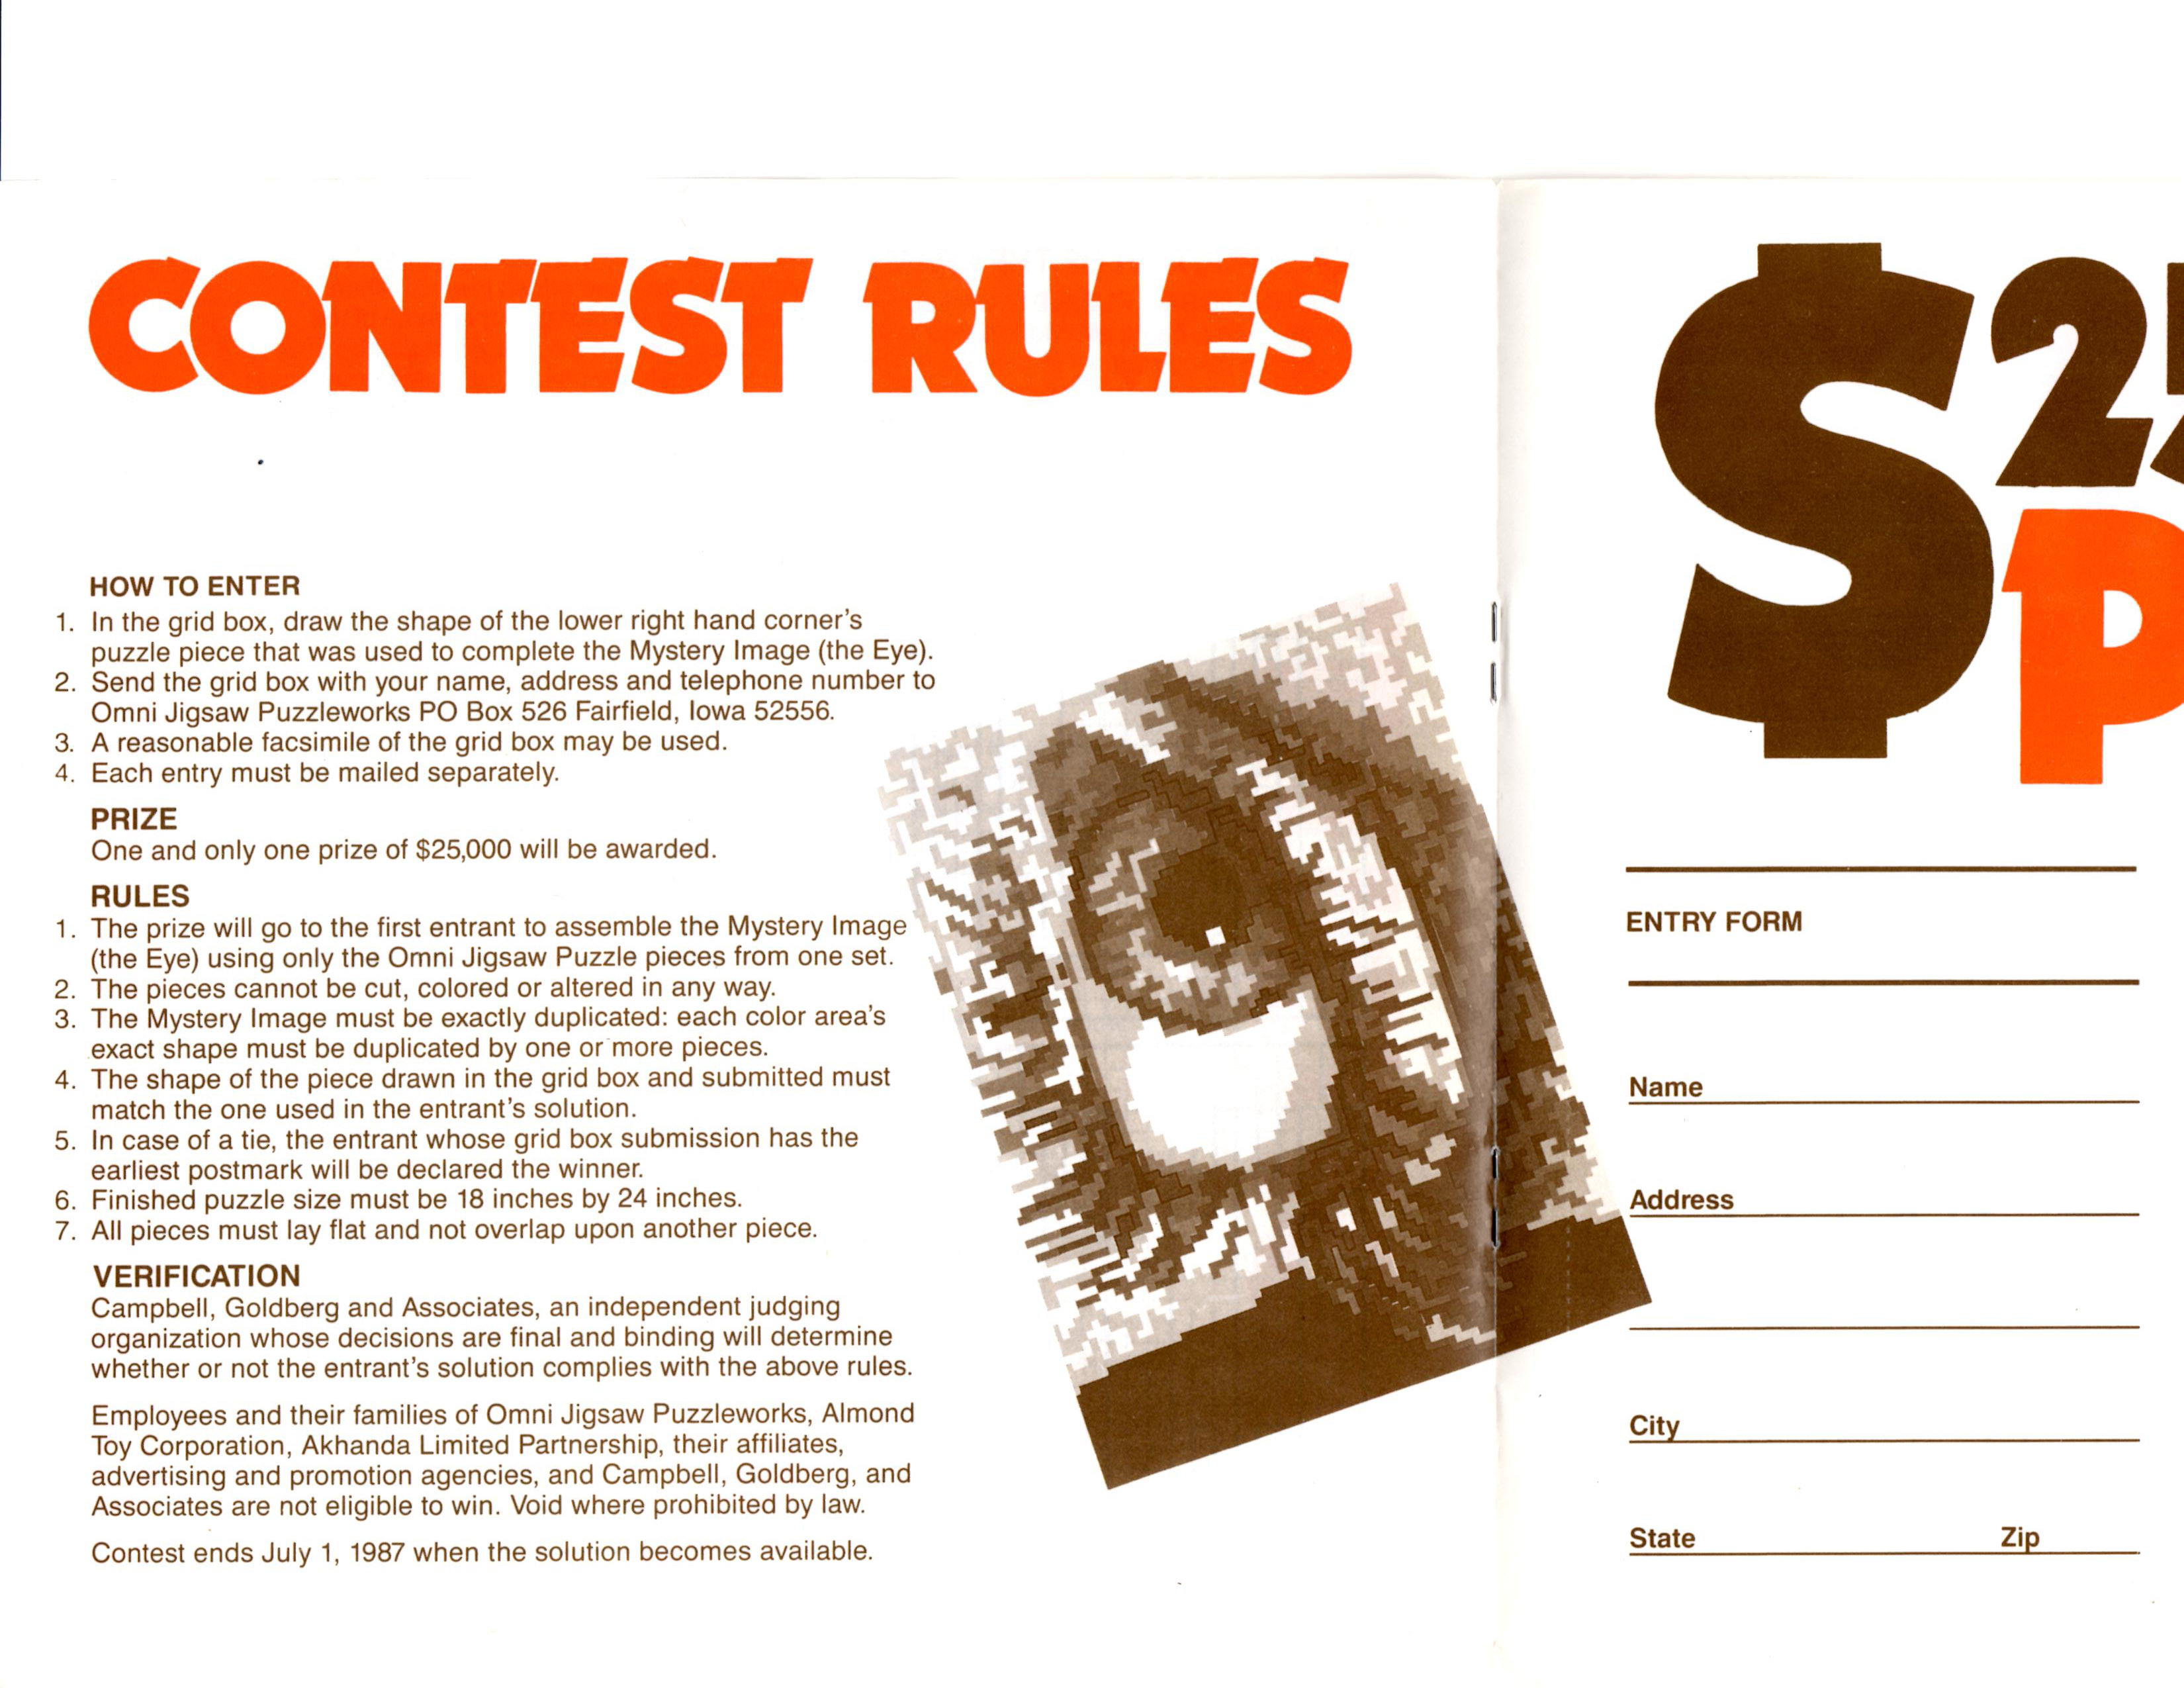 CONTEST RULES
HOW TO ENTER
1. In the grid box, draw the shape of the lower right hand corner's
puzzle piece that was used to complete the Mystery Image (the Eye).
2. Send the grid box with your name, address and telephone number to
Omni Jigsaw Puzzleworks PO Box 526 Fairfield, Iowa 52556.
3. A reasonable facsimile of the grid box may be used.
4. Each entry must be mailed separately.
PRIZE
One and only one prize of $25,000 will be awarded.
RULES
1. The prize will go to the first entrant to assemble the Mystery Image
(the Eye) using only the Omni Jigsaw Puzzle pieces from one set.
2. The pieces cannot be cut, colored or altered in any way.
3. The Mystery Image must be exactly duplicated: each color area's
exact shape must be duplicated by one or more pieces.
4. The shape of the piece drawn in the grid box and submitted must
match the one used in the entrant's solution.
5. In case of a tie, the entrant whose grid box submission has the
earliest postmark will be declared the winner.
6. Finished puzzle size must be 18 inches by 24 inches.
7. All pieces must lay flat and not overlap upon another piece.
VERIFICATION
Campbell, Goldberg and Associates, an independent judging
organization whose decisions are final and binding will determine
whether or not the entrant's solution complies with the above rules.
Employees and their families of Omni Jigsaw Puzzleworks, Almond
Toy Corporation, Akhanda Limited Partnership, their affiliates,
advertising and promotion agencies, and Campbell, Goldberg, and
Associates are not eligible to win. Void where prohibited by law.
Contest ends July 1, 1987 when the solution becomes available.
$2
P
ENTRY FORM
Name
Address
City
State Zip